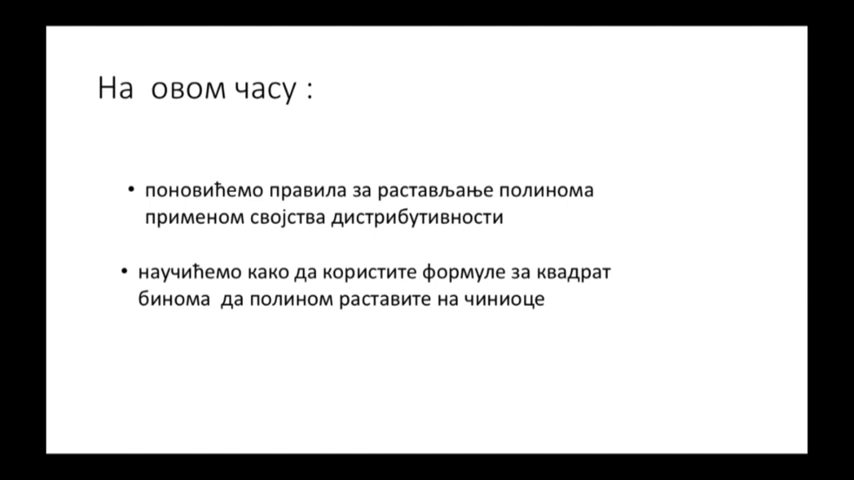 На  овом часу :
• поновићемо правила за растављање полинома
применом својства дистрибутивности
• научићемо како да користите формуле за квадрат
бинома  да полином раставите на чиниоце